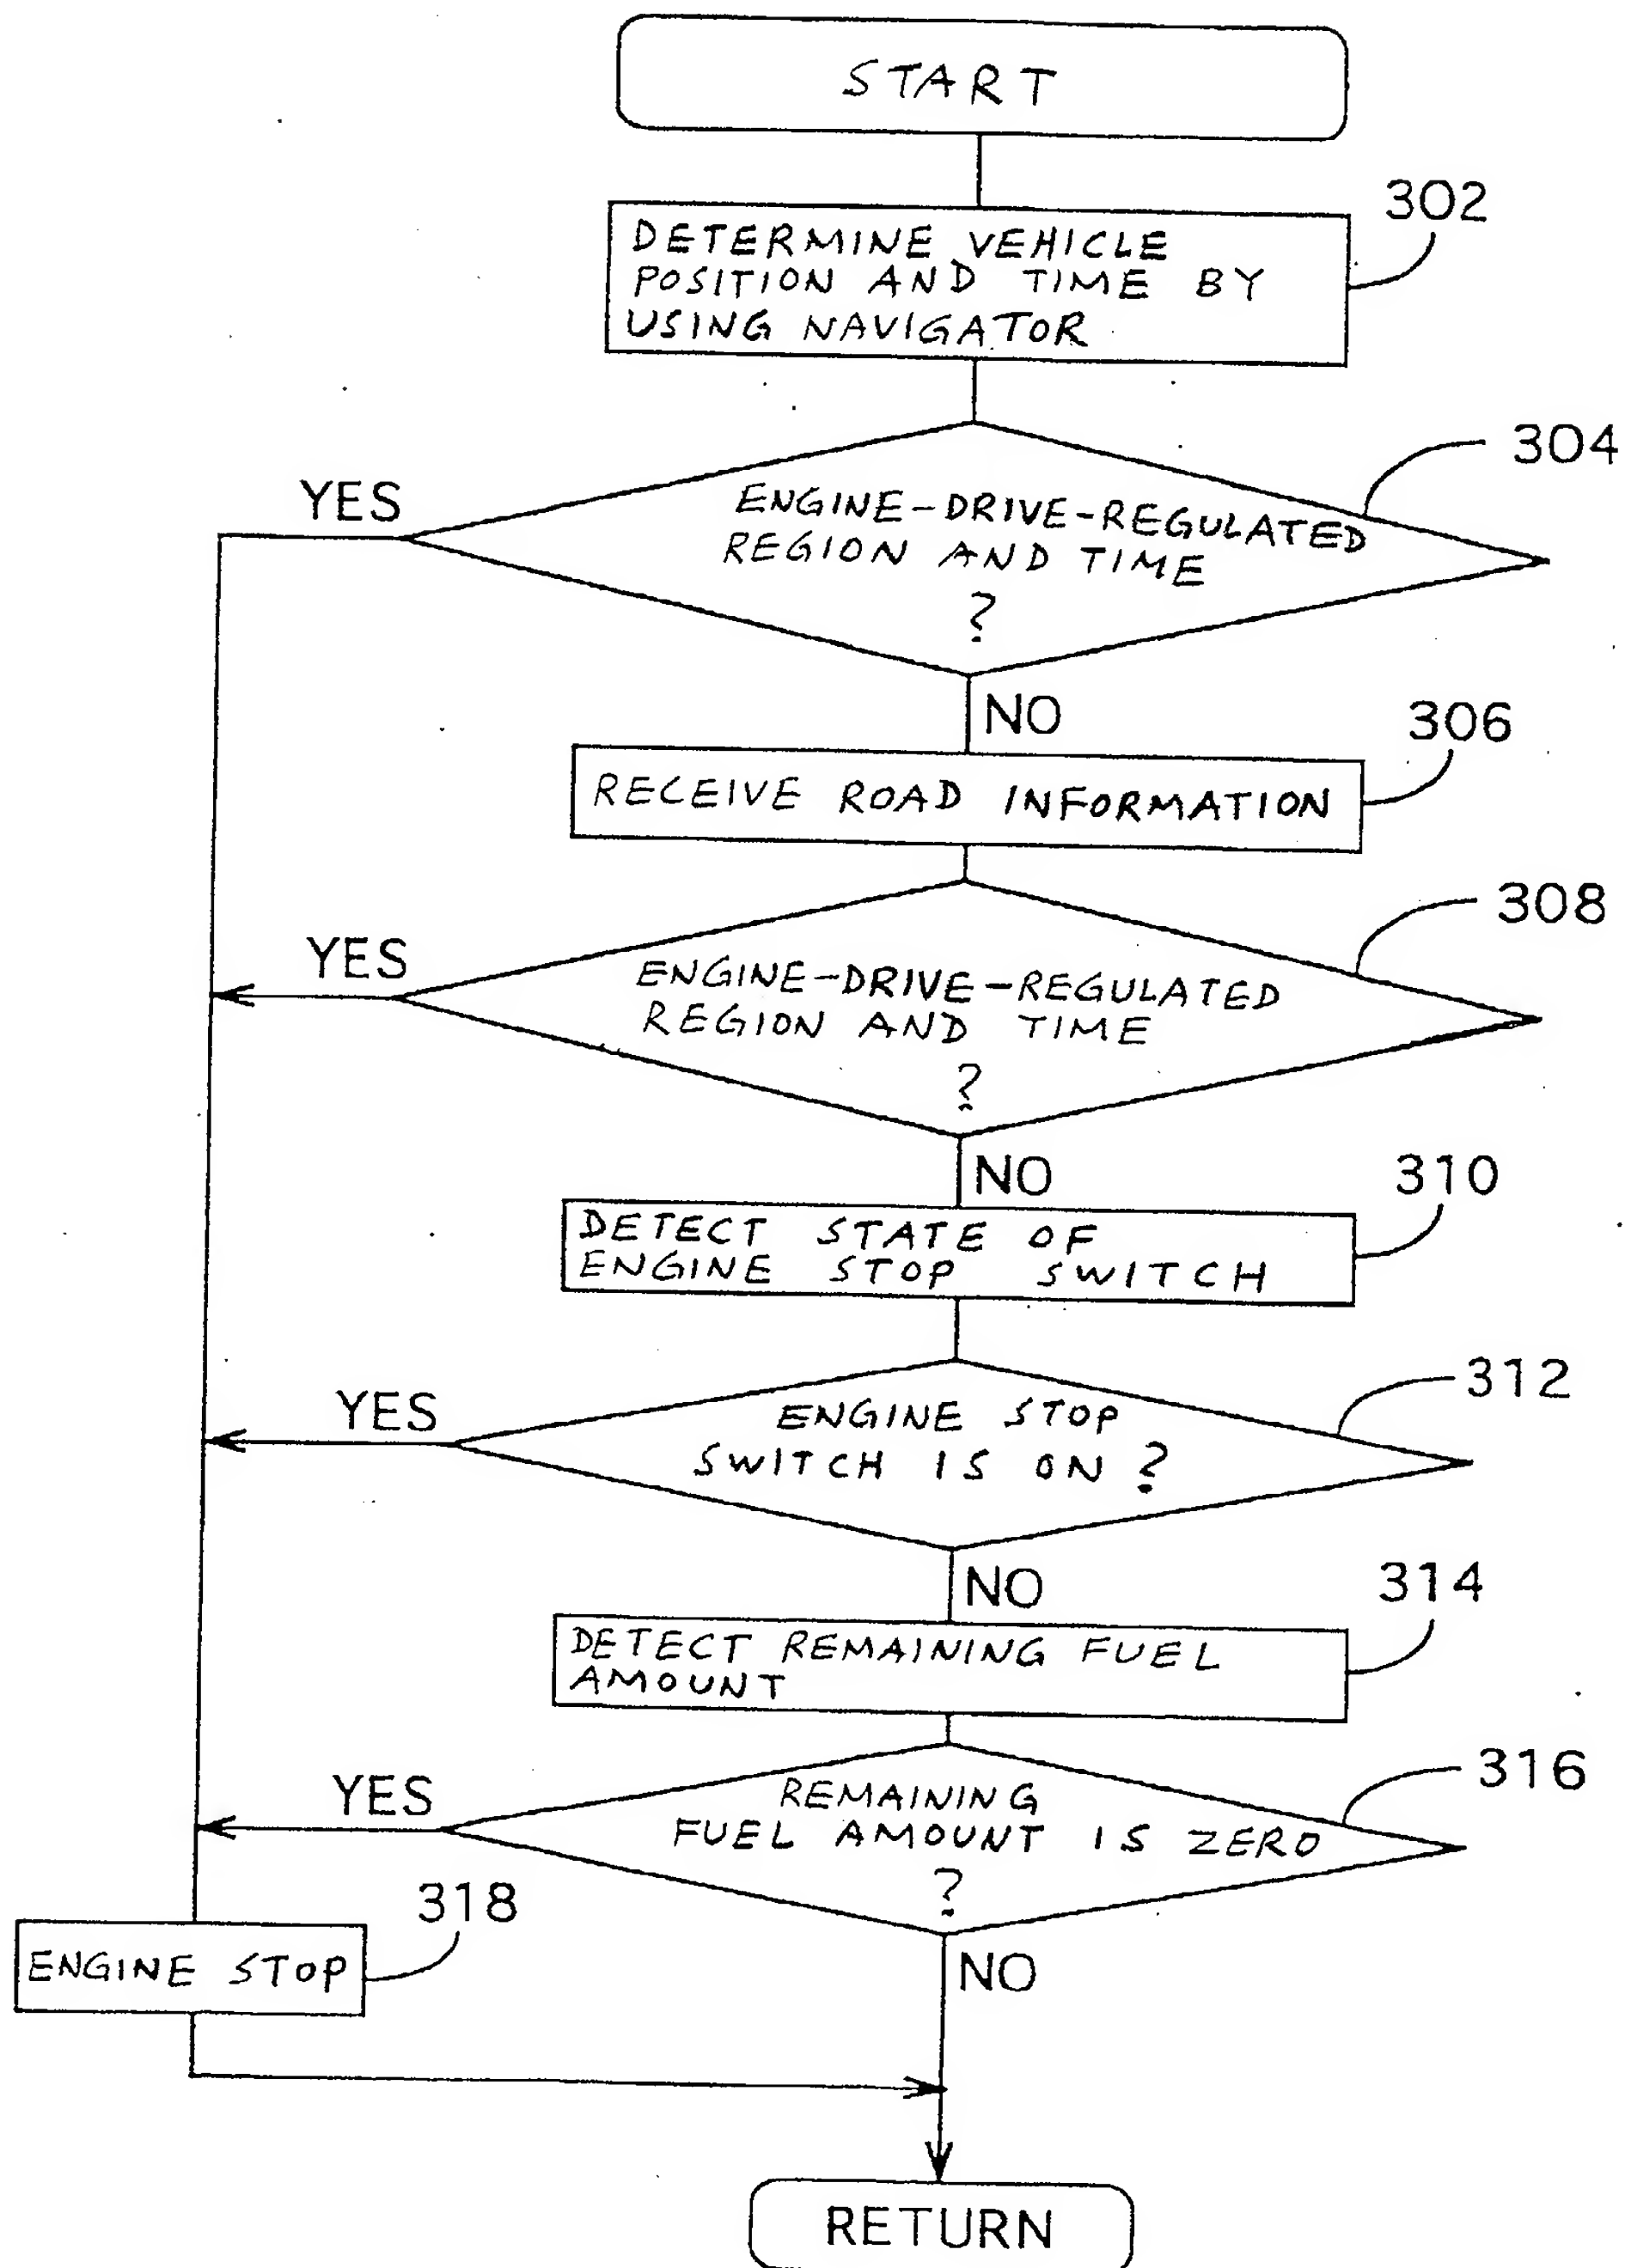 START
302
DETERMINE VEHICLE
POSITION AND TIME BY
USING NAVIGATOR
304
YES
ENGINE-DRIVE-REGULATED
REGION AND TIME
?
NO
306
RECEIVE ROAD INFORMATION
308
YES
ENGINE-DRIVE-REGULATED
REGION AND TIME
?
NO
310
DETECT STATE OF
ENGINE STOP SWITCH
312
YES
ENGINE STOP
SWITCH IS ON ?
NO
314
DETECT REMAINING FUEL
AMOUNT
316
YES
REMAINING
FUEL AMOUNT IS ZERO
?
318
ENGINE STOP
NO
RETURN